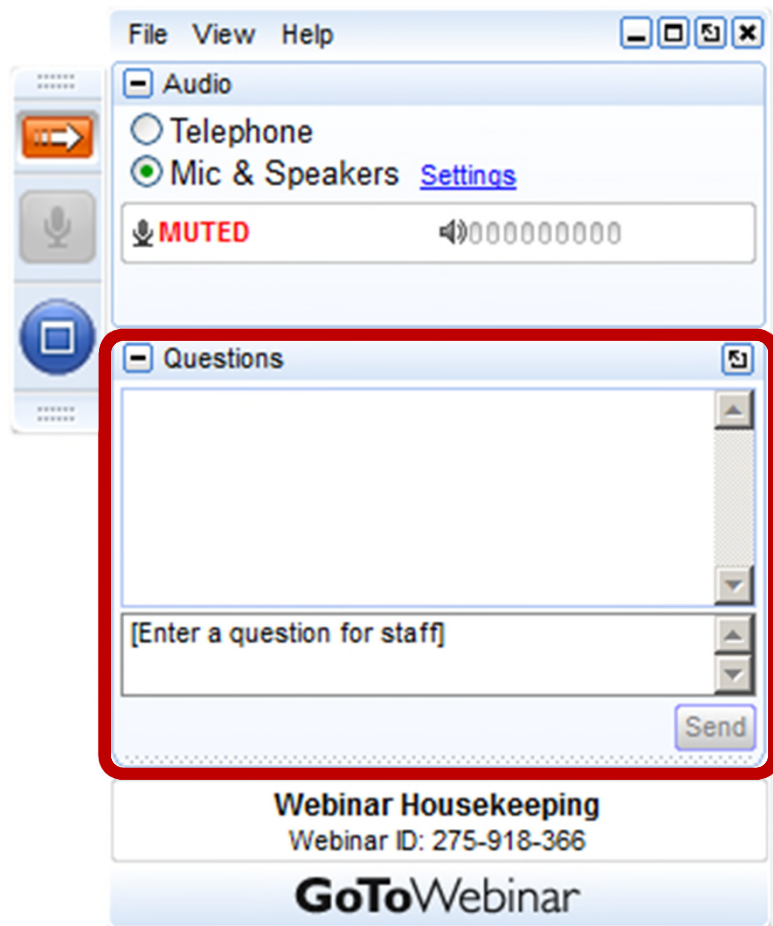 File View Help
Audio
Telephone
Mic & Speakers Settings
MUTED
Questions
[Enter a question for staff]
Send
Webinar Housekeeping
Webinar ID: 275-918-366
GoToWebinar